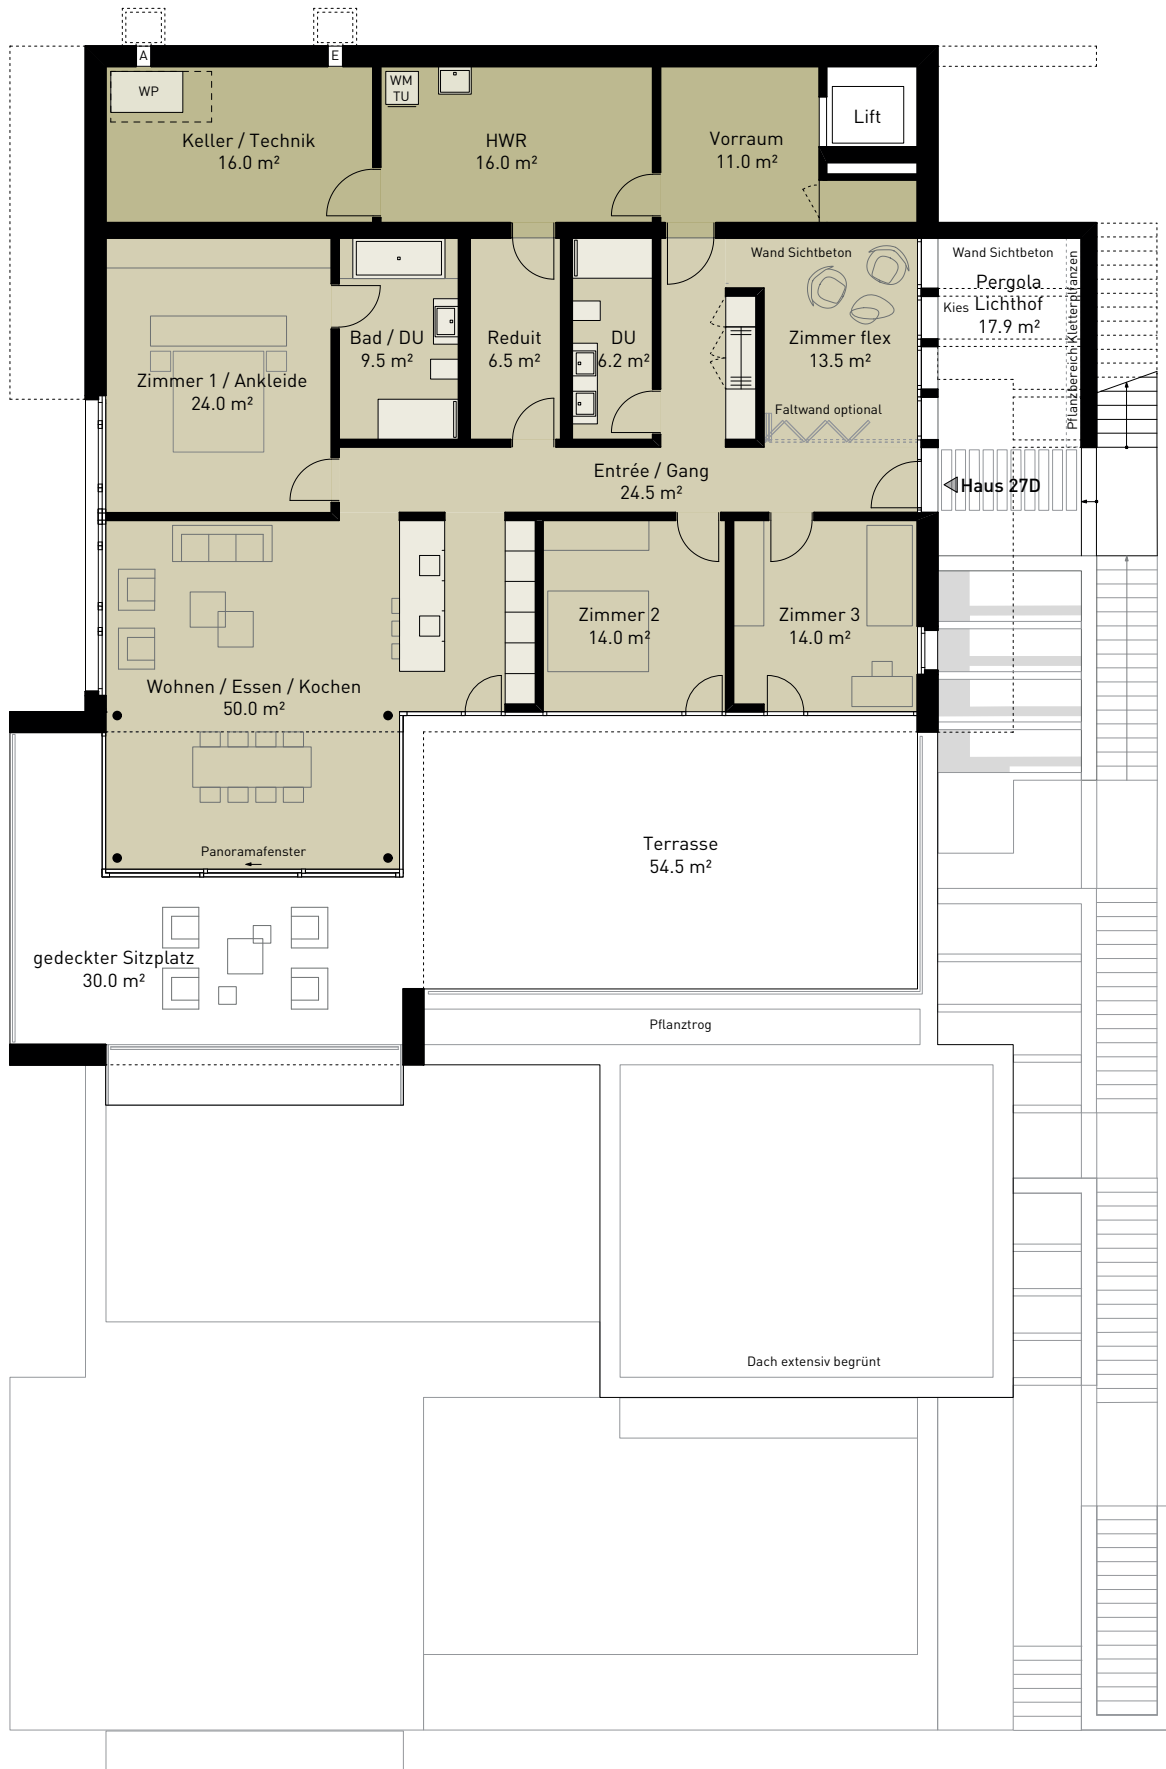 A
E
WP
WM
TU
Lift
Keller / Technik
16.0 m²
HWR
16.0 m²
Vorraum
11.0 m²
Wand Sichtbeton
Wand Sichtbeton
Pergola
Lichthof
17.9 m²
Kies
Pflanzbereich Kletterpflanzen
Zimmer 1 / Ankleide
24.0 m²
Bad / DU
9.5 m²
Reduit
6.5 m²
DU
6.2 m²
Zimmer flex
13.5 m²
Faltwand optional
Entrée / Gang
24.5 m²
Haus 27D
Zimmer 2
14.0 m²
Zimmer 3
14.0 m²
Wohnen / Essen / Kochen
50.0 m²
Panoramafenster
Terrasse
54.5 m²
gedeckter Sitzplatz
30.0 m²
Pflanztrog
Dach extensiv begrünt